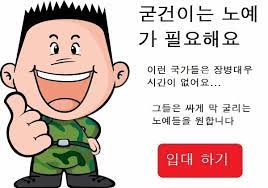 굳건이는 노예
가 필요해요
이런 국가들은 장병대우
시간이 없어요...
그들은 싸게 막 굴리는
노예들을 원합니다
입대 하기